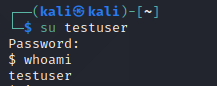 ┌──(kali㉿kali)-[~]
└─$ su testuser
Password:
$ whoami
testuser